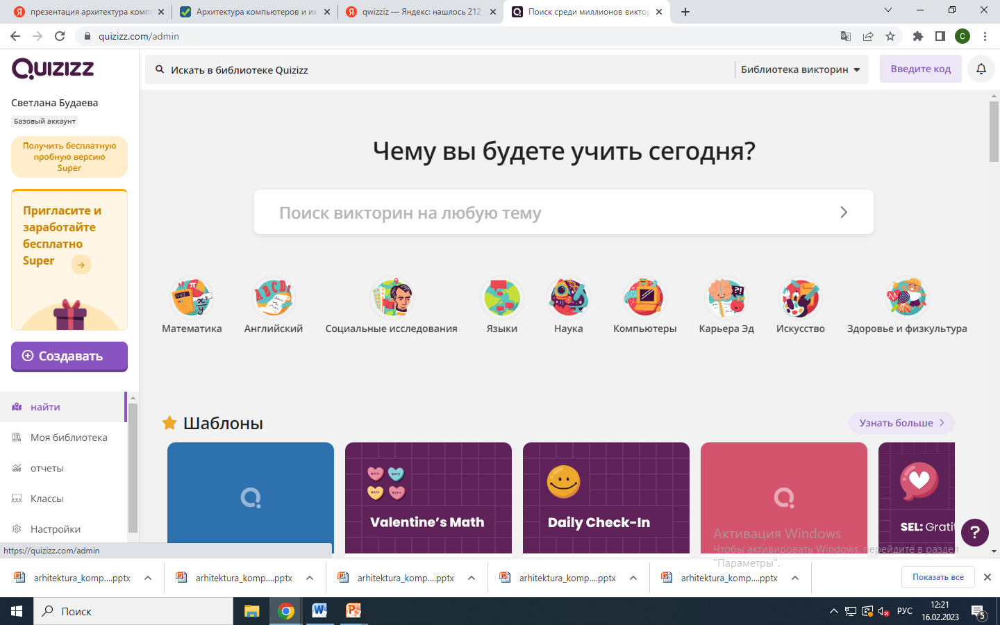 презентация архитектура комп
Архитектура компьютеров и их
qwizziz — Яндекс: нашлось 212
Поиск среди миллионов виктор
quizizz.com/admin
C
QUIZIZZ
Искать в библиотеке Quizizz
Библиотека викторин
Введите код
Светлана Будаева
Базовый аккаунт
Получить бесплатную
пробную версию
Super
Пригласите и
заработайте
бесплатно
Super
Создавать
найти
Моя библиотека
отчеты
Классы
Настройки
https://quizizz.com/admin
Чему вы будете учить сегодня?
Поиск викторин на любую тему
Математика
Английский
Социальные исследования
Языки
Наука
Компьютеры
Карьера Эд
Искусство
Здоровье и физкультура
Шаблоны
Узнать больше
MATH
MATH
MATH
MATH
Valentine's Math
Daily Check-In
SEL: Gratit
?
Активация Windows
Чтобы активировать Windows, перейдите в раздел
"Параметры".
arhitektura_komp....pptx
arhitektura_komp....pptx
arhitektura_komp....pptx
arhitektura_komp....pptx
arhitektura_komp....pptx
Показать все
Поиск
РУС
12:21
16.02.2023
5